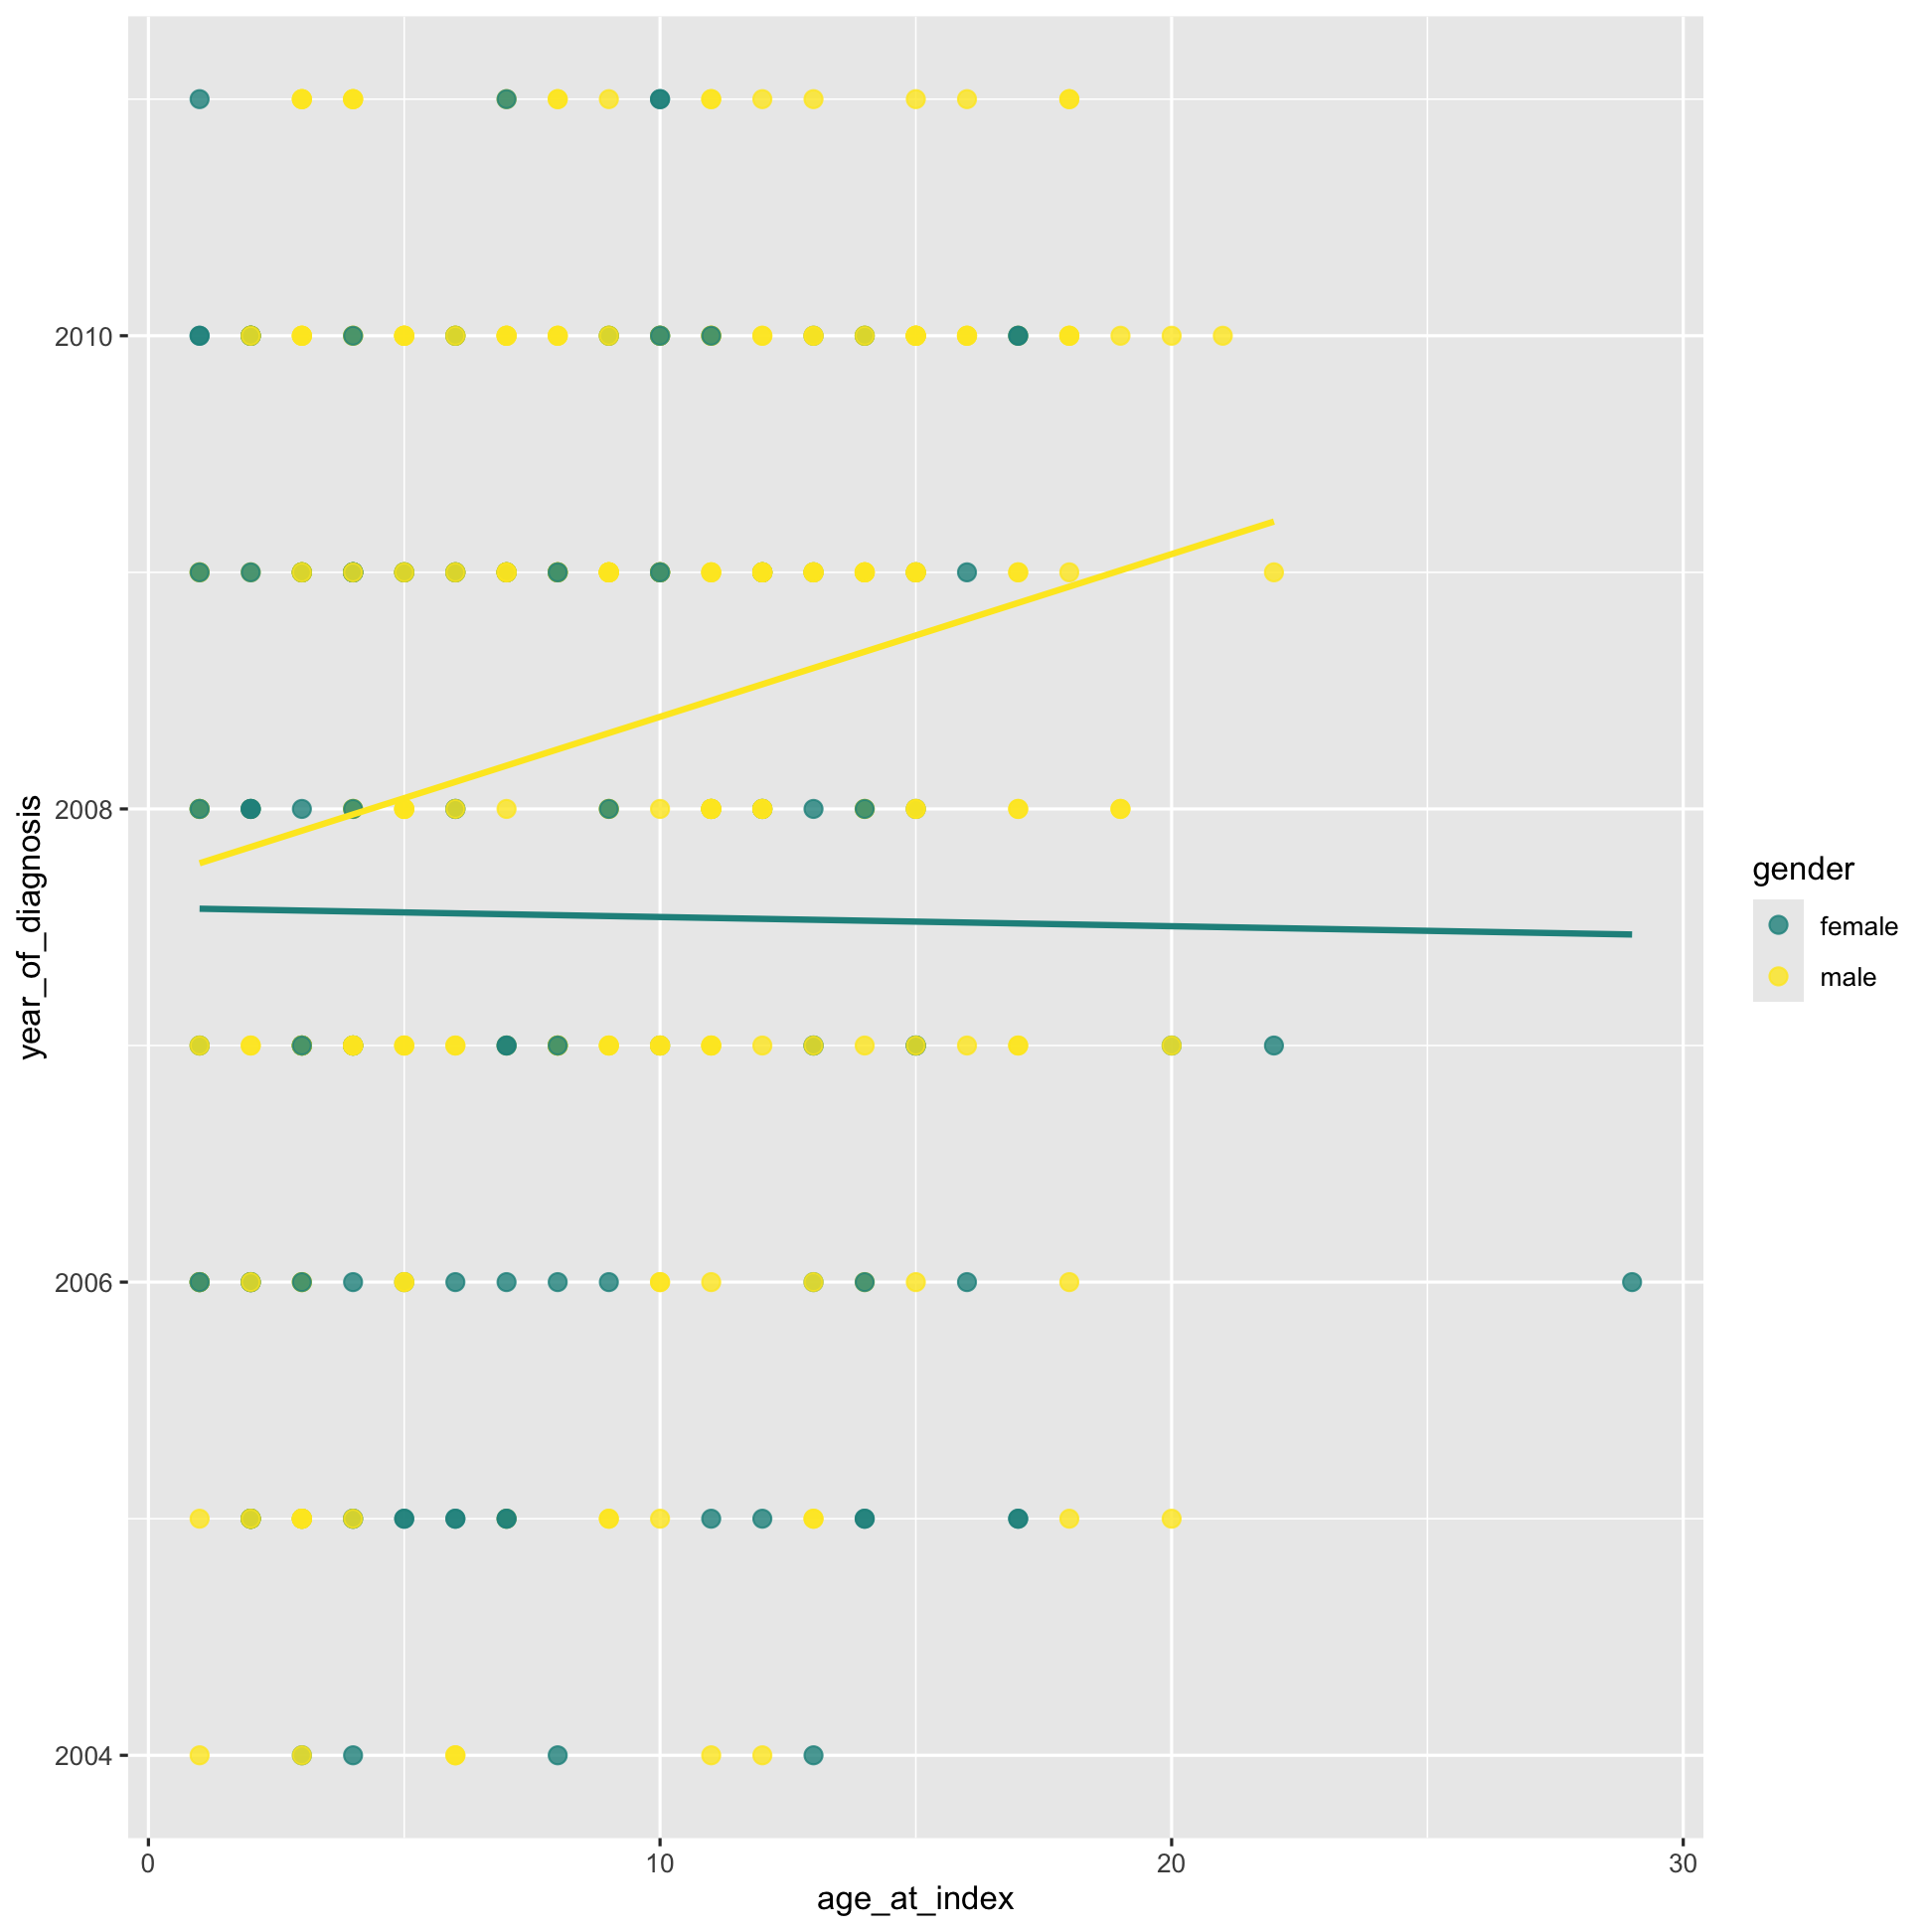 year_of_diagnosis
2010
2008
2006
2004
0 10 20 30
age_at_index
gender
female
male